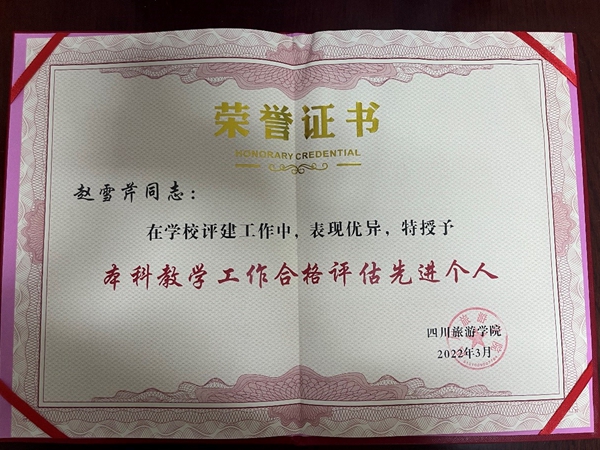 荣誉证书
HONORARY CREDENTIAL
赵雪芹同志：
在学校评建工作中，表现优异，特授予
本科教学工作合格评估先进个人
四川旅游学院
2022年3月